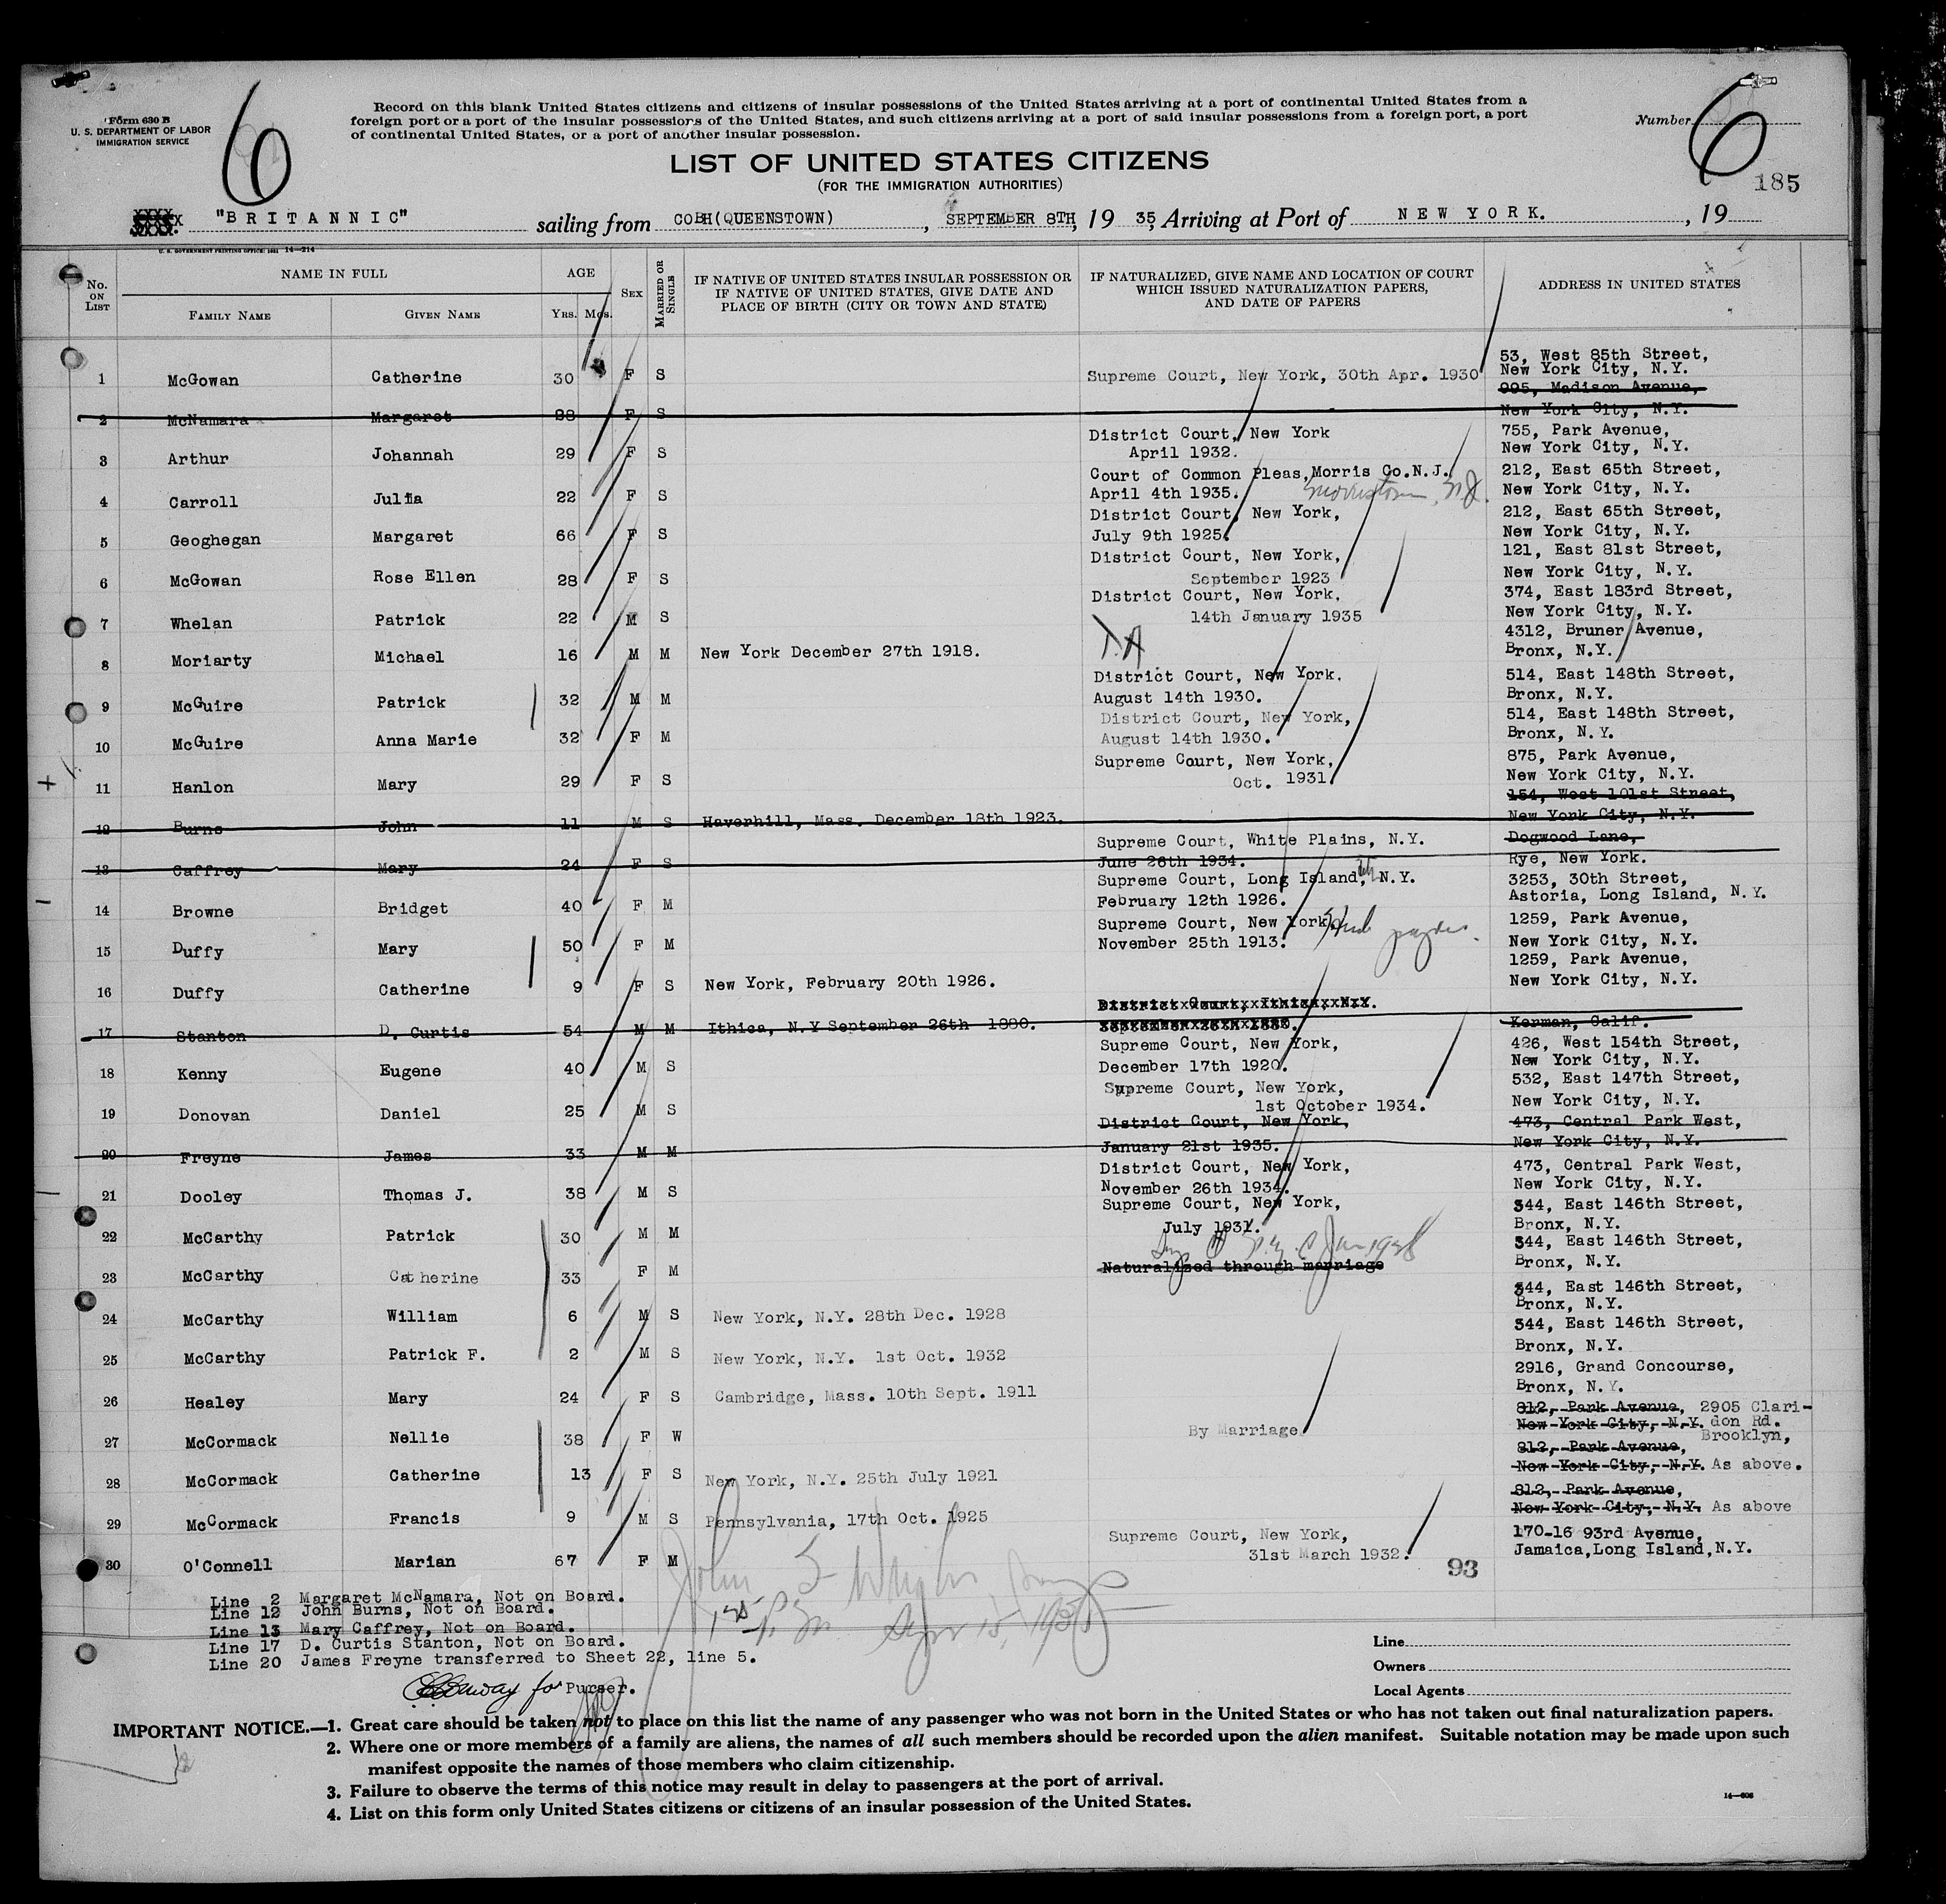 Form 630 B
U. S. DEPARTMENT OF LABOR
IMMIGRATION SERVICE
6
Record on this blank United States citizens and citizens of insular possessions of the United States arriving at a port of continental United States from a
foreign port or a port of the insular possessions of the United States, and such citizens arriving at a port of said insular possessions from a foreign port, a port
of continental United States, or a port of another insular possession.
Number
6
185
LIST OF UNITED STATES CITIZENS
(FOR THE IMMIGRATION AUTHORITIES)
"BRITANNIC" sailing from COBH(QUEENSTOWN), SEPTEMBER 8TH, 19 35, Arriving at Port of NEW YORK. , 19
U. S. GOVERNMENT PRINTING OFFICE: 1931 14—214
No. ON LIST NAME IN FULL AGE SEX MARRIED OR SINGLE IF NATIVE OF UNITED STATES INSULAR POSSESSION OR IF NATIVE OF UNITED STATES, GIVE DATE AND PLACE OF BIRTH (CITY OR TOWN AND STATE) IF NATURALIZED, GIVE NAME AND LOCATION OF COURT WHICH ISSUED NATURALIZATION PAPERS, AND DATE OF PAPERS ADDRESS IN UNITED STATES
FAMILY NAME GIVEN NAME YRS. MOS.
1 McGowan Catherine 30 F S Supreme Court, New York, 30th Apr. 1930 53, West 85th Street, New York City, N.Y.
2 McNamara Margaret 28 F S 995, Madison Avenue, New York City, N.Y.
3 Arthur Johannah 29 F S District Court, New York April 1932. 755, Park Avenue, New York City, N.Y.
4 Carroll Julia 22 F S Court of Common Pleas, Morris Co.N.J. April 4th 1935. Morristown, N.J. 212, East 65th Street, New York City, N.Y.
5 Geoghegan Margaret 66 F S District Court, New York, July 9th 1925. 212, East 65th Street, New York City, N.Y.
6 McGowan Rose Ellen 28 F S District Court, New York, September 1923 121, East 81st Street, New York City, N.Y.
7 Whelan Patrick 22 M S District Court, New York. 14th January 1935 374, East 183rd Street, New York City, N.Y.
8 Moriarty Michael 16 M M New York December 27th 1918. 4312, Bruner Avenue, Bronx, N.Y.
9 McGuire Patrick 32 M M District Court, New York. August 14th 1930. 514, East 148th Street, Bronx, N.Y.
10 McGuire Anna Marie 32 F M District Court, New York, August 14th 1930. 514, East 148th Street, Bronx, N.Y.
11 Hanlon Mary 29 F S Supreme Court, New York, Oct. 1931. 875, Park Avenue, New York City, N.Y.
12 Burns John 11 M S Haverhill, Mass. December 18th 1923. 154, West 101st Street, New York City, N.Y.
13 Caffrey Mary 24 F S Supreme Court, White Plains, N.Y. June 26th 1934. Dogwood Lane, Rye, New York.
14 Browne Bridget 40 F M Supreme Court, Long Island, N.Y. February 12th 1926. 3253, 30th Street, Astoria, Long Island, N.Y.
15 Duffy Mary 50 F M Supreme Court, New York, November 25th 1913. 1259, Park Avenue, New York City, N.Y.
16 Duffy Catherine 9 F S New York, February 20th 1926. 1259, Park Avenue, New York City, N.Y.
17 Stanton D. Curtis 54 M M Ithica, N.Y September 26th 1880. Kerman, Calif.
18 Kenny Eugene 40 M S Supreme Court, New York, December 17th 1920. 426, West 154th Street, New York City, N.Y.
19 Donovan Daniel 25 M S Supreme Court, New York, 1st October 1934. 532, East 147th Street, New York City, N.Y.
20 Freyne James 33 M M District Court, New York, January 21st 1935. 473, Central Park West, New York City, N.Y.
21 Dooley Thomas J. 38 M S District Court, New York, November 26th 1934. 473, Central Park West, New York City, N.Y.
22 McCarthy Patrick 30 M M Supreme Court, New York, July 1931. 544, East 146th Street, Bronx, N.Y.
23 McCarthy Catherine 33 F M Naturalized through marriage 544, East 146th Street, Bronx, N.Y.
24 McCarthy William 6 M S New York, N.Y. 28th Dec. 1928 544, East 146th Street, Bronx, N.Y.
25 McCarthy Patrick F. 2 M S New York, N.Y. 1st Oct. 1932 544, East 146th Street, Bronx, N.Y.
26 Healey Mary 24 F S Cambridge, Mass. 10th Sept. 1911 2916, Grand Concourse, Bronx, N.Y.
27 McCormack Nellie 38 F W By Marriage 812, Park Avenue, New York City, N.Y. 2905 Claridon Rd. Brooklyn,
28 McCormack Catherine 13 F S New York, N.Y. 25th July 1921 812, Park Avenue, New York City, N.Y. As above.
29 McCormack Francis 9 M S Pennsylvania, 17th Oct. 1925 812, Park Avenue, New York City, N.Y. As above
30 O'Connell Marian 67 F M Supreme Court, New York, 31st March 1932. 170-16 93rd Avenue, Jamaica,Long Island,N.Y.
93
Line 2 Margaret McNamara, Not on Board.
Line 12 John Burns, Not on Board.
Line 13 Mary Caffrey, Not on Board.
Line 17 D. Curtis Stanton, Not on Board.
Line 20 James Freyne transferred to Sheet 22, line 5.
for Purser.
Line
Owners
Local Agents
IMPORTANT NOTICE.—1. Great care should be taken not to place on this list the name of any passenger who was not born in the United States or who has not taken out final naturalization papers.
2. Where one or more members of a family are aliens, the names of all such members should be recorded upon the alien manifest. Suitable notation may be made upon such
manifest opposite the names of those members who claim citizenship.
3. Failure to observe the terms of this notice may result in delay to passengers at the port of arrival.
4. List on this form only United States citizens or citizens of an insular possession of the United States.
14—606